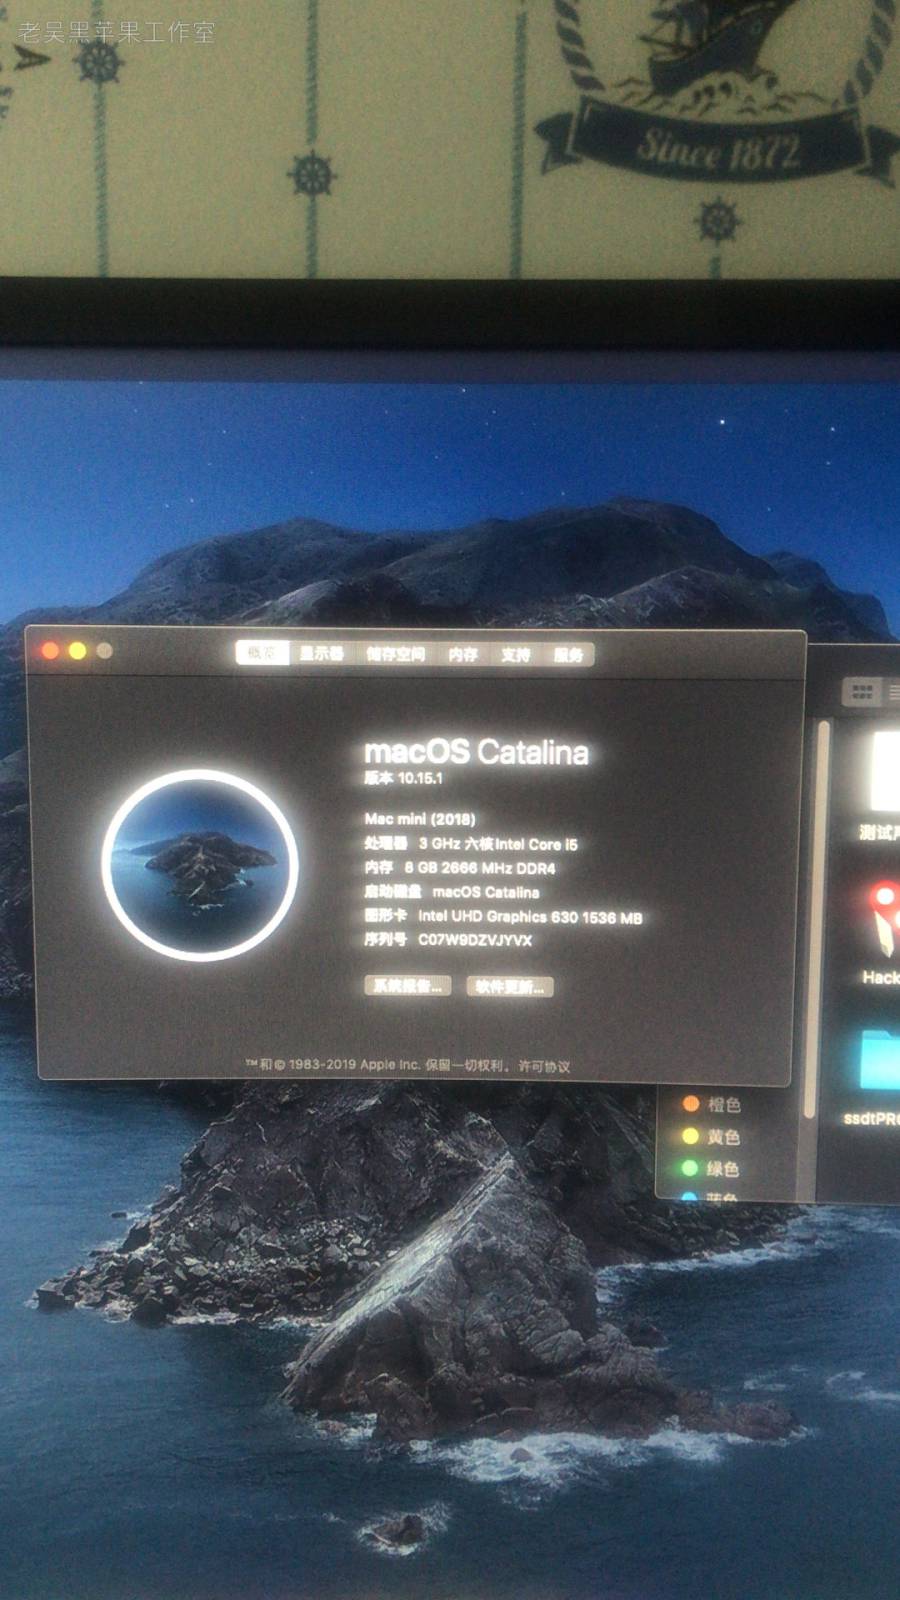 老吴黑苹果工作室
Since 1872
概览 显示器 储存空间 内存 支持 服务
macOS Catalina
版本 10.15.1
Mac mini (2018)
处理器 3 GHz 六核Intel Core i5
内存 8 GB 2666 MHz DDR4
启动磁盘 macOS Catalina
图形卡 Intel UHD Graphics 630 1536 MB
序列号 C07W9DZVJYVX
系统报告... 软件更新...
™和© 1983-2019 Apple Inc. 保留一切权利。许可协议
测试
Hack
ssdtPR
橙色
黄色
绿色
蓝色